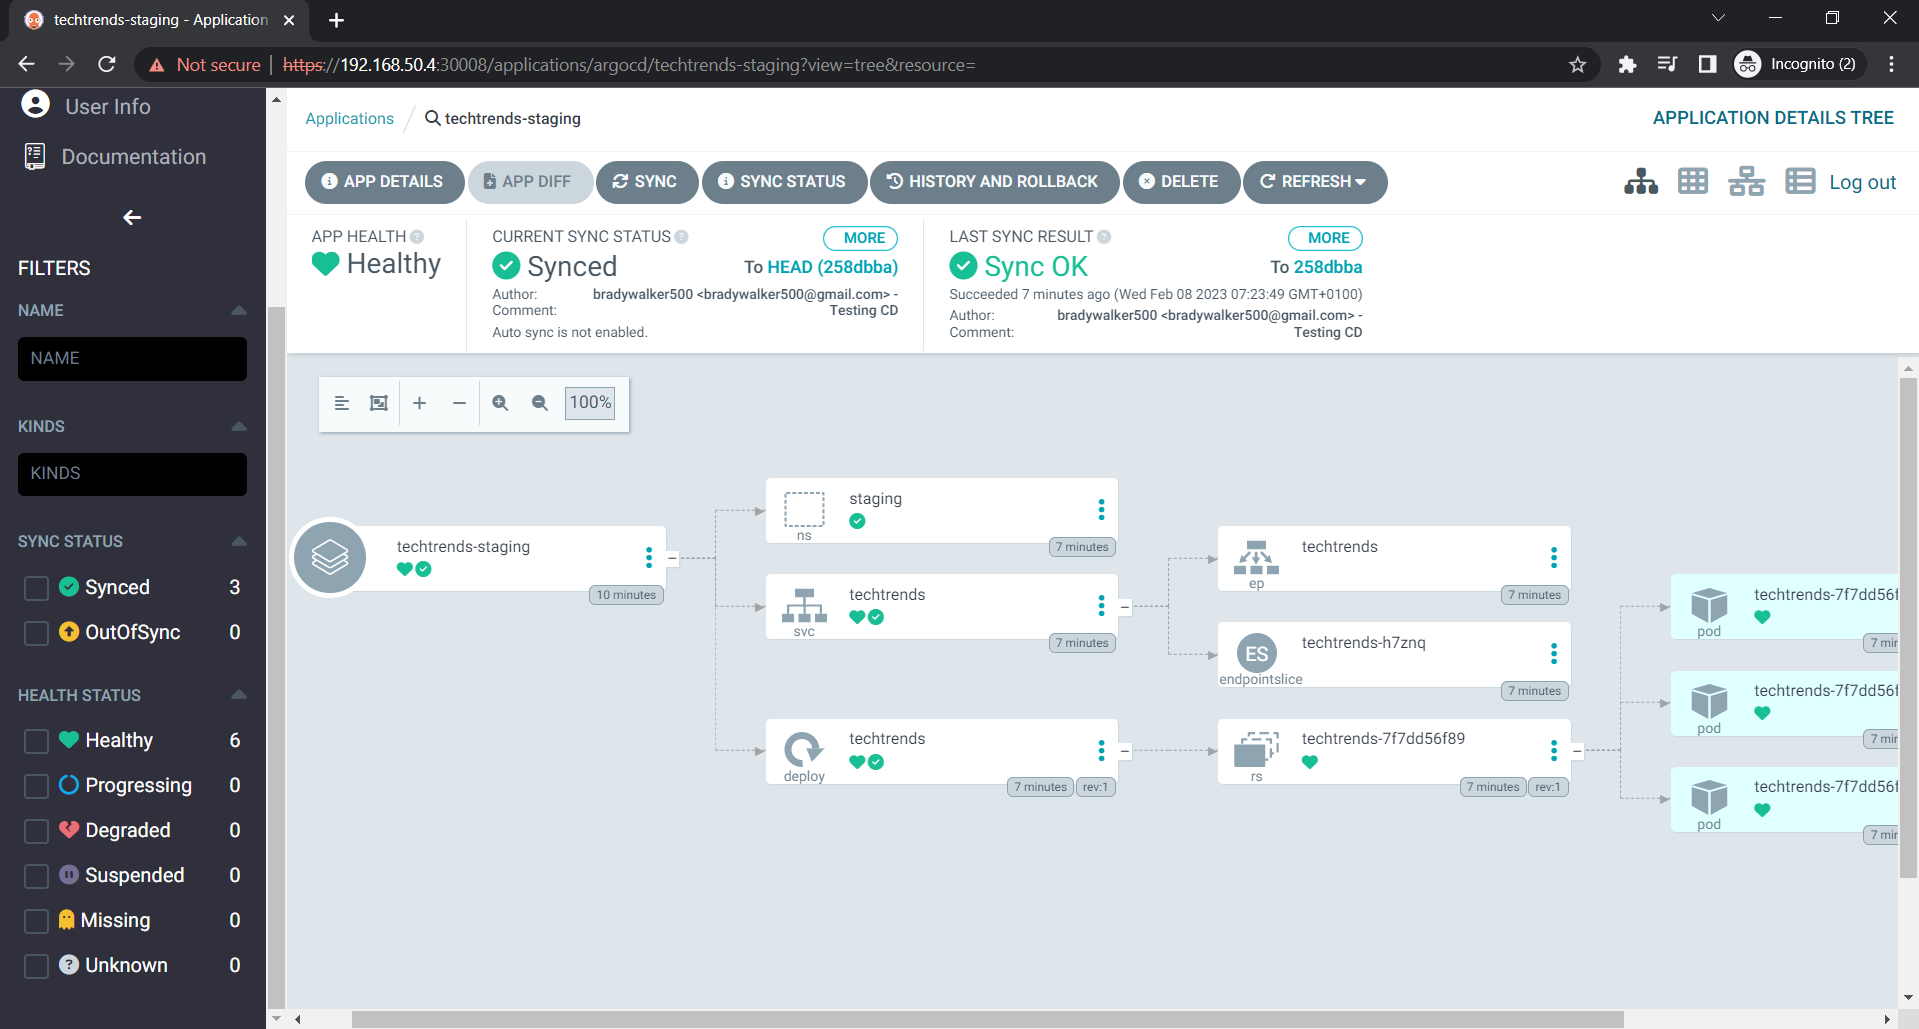 techtrends-staging - Application
Not secure | https://192.168.50.4:30008/applications/argocd/techtrends-staging?view=tree&resource=
Incognito (2)
User Info
Documentation
FILTERS
NAME
NAME
KINDS
KINDS
SYNC STATUS
Synced 3
OutOfSync 0
HEALTH STATUS
Healthy 6
Progressing 0
Degraded 0
Suspended 0
Missing 0
Unknown 0
Applications / techtrends-staging
APPLICATION DETAILS TREE
APP DETAILS
APP DIFF
SYNC
SYNC STATUS
HISTORY AND ROLLBACK
DELETE
REFRESH
Log out
APP HEALTH
Healthy
CURRENT SYNC STATUS
MORE
Synced
To HEAD (258dbba)
Author: bradywalker500 <bradywalker500@gmail.com> -
Comment: Testing CD
Auto sync is not enabled.
LAST SYNC RESULT
MORE
Sync OK
To 258dbba
Succeeded 7 minutes ago (Wed Feb 08 2023 07:23:49 GMT+0100)
Author: bradywalker500 <bradywalker500@gmail.com> -
Comment: Testing CD
100%
techtrends-staging
10 minutes
staging
ns
7 minutes
techtrends
svc
7 minutes
techtrends
deploy
7 minutes
rev:1
techtrends
ep
7 minutes
ES
techtrends-h7znq
endpointslice
7 minutes
techtrends-7f7dd56f89
rs
7 minutes
rev:1
techtrends-7f7dd56f
pod
7 min
techtrends-7f7dd56f
pod
7 min
techtrends-7f7dd56f
pod
7 min